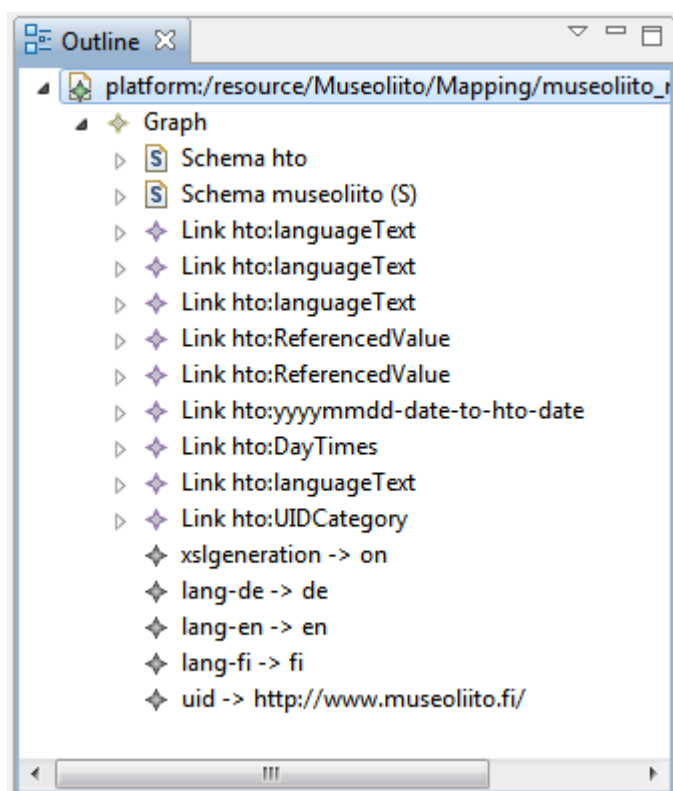 Outline
platform:/resource/Museoliito/Mapping/museoliito_
Graph
S Schema hto
S Schema museoliito (S)
Link hto:languageText
Link hto:languageText
Link hto:languageText
Link hto:ReferencedValue
Link hto:ReferencedValue
Link hto:yyyymmdd-date-to-hto-date
Link hto:DayTimes
Link hto:languageText
Link hto:UIDCategory
xslgeneration -> on
lang-de -> de
lang-en -> en
lang-fi -> fi
uid -> http://www.museoliito.fi/